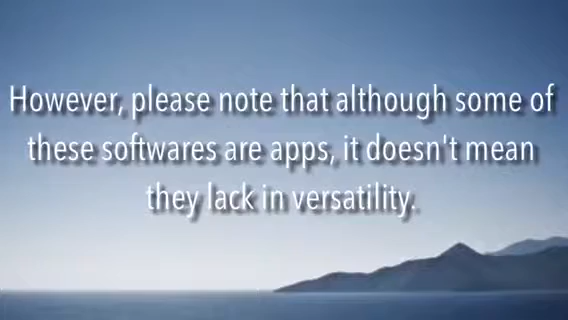 However, please note that although some of
these softwares are apps, it doesn't mean
they lack in versatility.